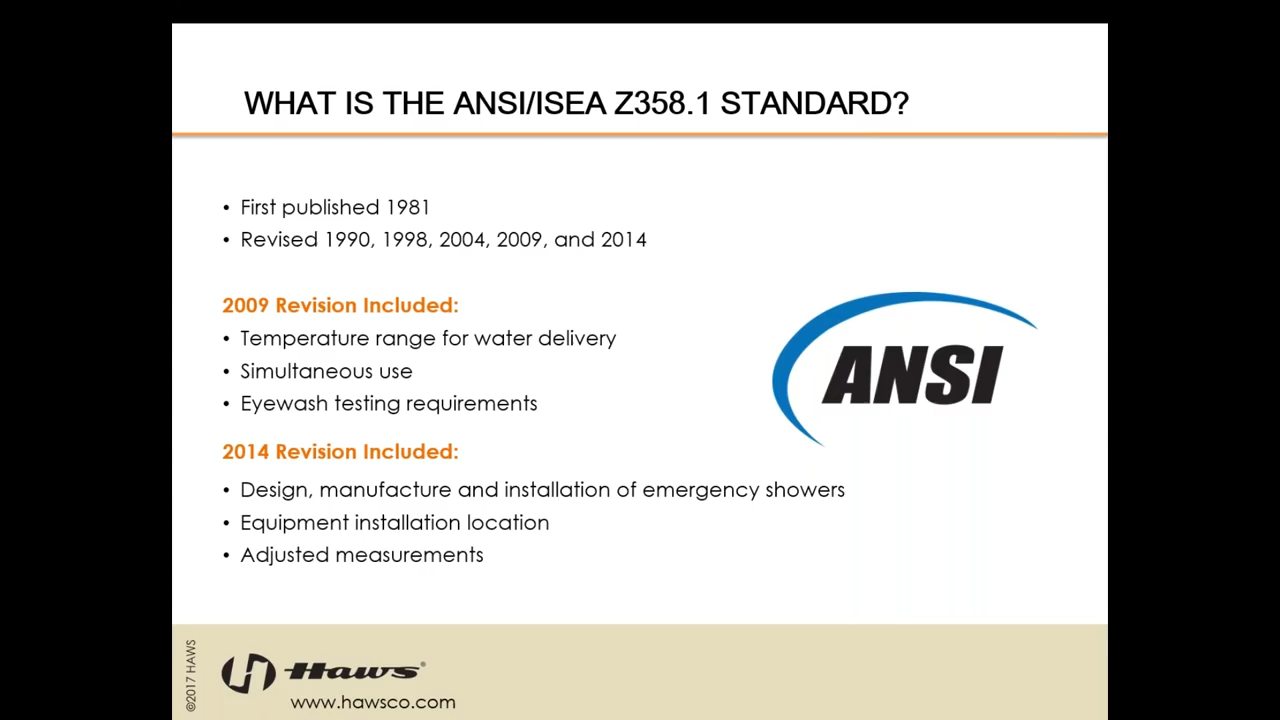 WHAT IS THE ANSI/ISEA Z358.1 STANDARD?
• First published 1981
• Revised 1990, 1998, 2004, 2009, and 2014
2009 Revision Included:
• Temperature range for water delivery
• Simultaneous use
• Eyewash testing requirements
ANSI
2014 Revision Included:
• Design, manufacture and installation of emergency showers
• Equipment installation location
• Adjusted measurements
©2017 HAWS
Haws®
www.hawsco.com